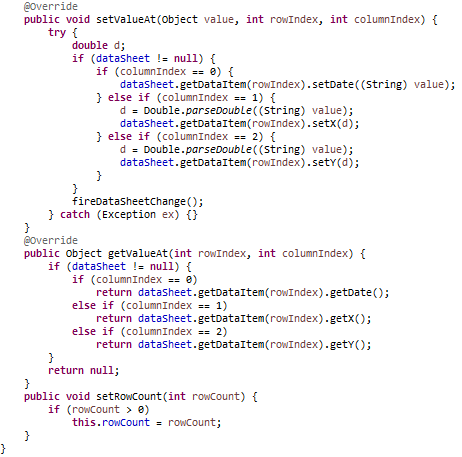 @Override
public void setValueAt(Object value, int rowIndex, int columnIndex) {
try {
double d;
if (dataSheet != null) {
if (columnIndex == 0) {
dataSheet.getDataItem(rowIndex).setDate((String) value);
} else if (columnIndex == 1) {
d = Double.parseDouble((String) value);
dataSheet.getDataItem(rowIndex).setX(d);
} else if (columnIndex == 2) {
d = Double.parseDouble((String) value);
dataSheet.getDataItem(rowIndex).setY(d);
}
}
fireDataSheetChange();
} catch (Exception ex) {}
}
@Override
public Object getValueAt(int rowIndex, int columnIndex) {
if (dataSheet != null) {
if (columnIndex == 0)
return dataSheet.getDataItem(rowIndex).getDate();
else if (columnIndex == 1)
return dataSheet.getDataItem(rowIndex).getX();
else if (columnIndex == 2)
return dataSheet.getDataItem(rowIndex).getY();
}
return null;
}
public void setRowCount(int rowCount) {
if (rowCount > 0)
this.rowCount = rowCount;
}
}